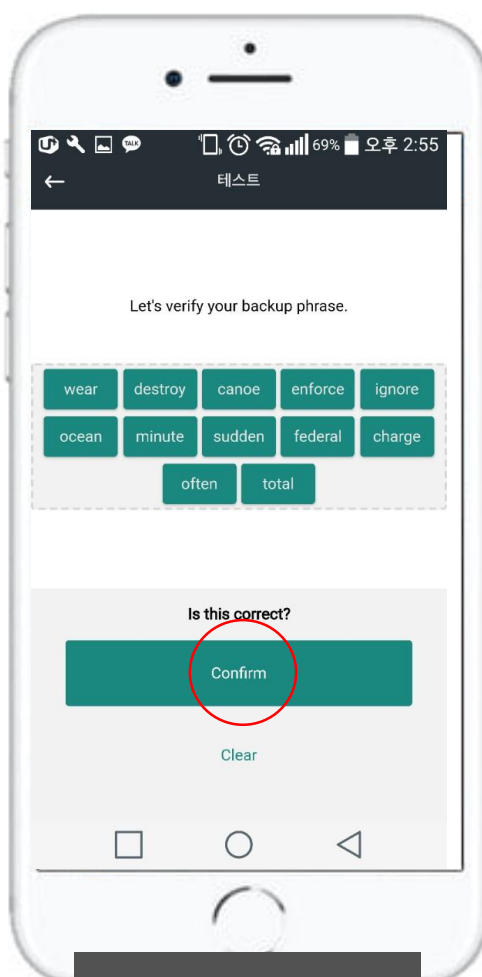 TALK 69% 오후 2:55
테스트
Let's verify your backup phrase.
wear destroy canoe enforce ignore
ocean minute sudden federal charge
often total
Is this correct?
Confirm
Clear